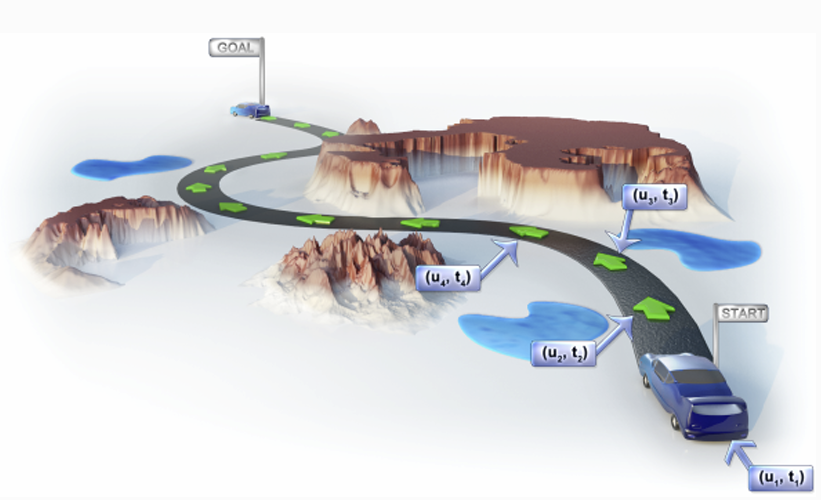 GOAL
(u₃, t₃)
(u₄, t₄)
START
(u₂, t₂)
(u₁, t₁)